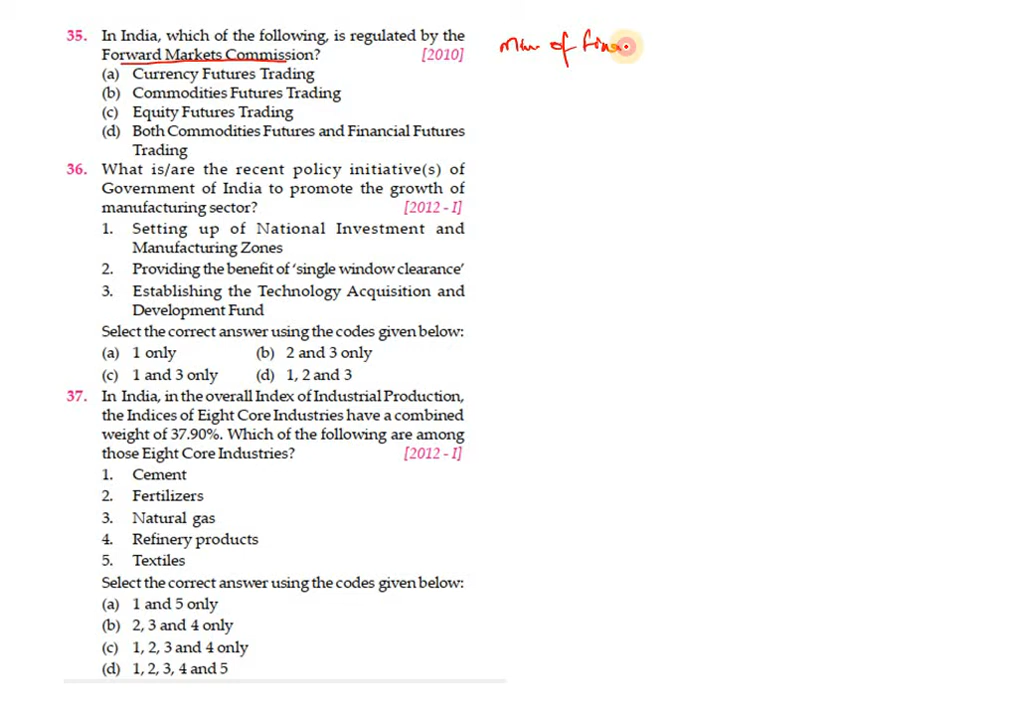 35. In India, which of the following, is regulated by the
Forward Markets Commission? [2010]
(a) Currency Futures Trading
(b) Commodities Futures Trading
(c) Equity Futures Trading
(d) Both Commodities Futures and Financial Futures
Trading
36. What is/are the recent policy initiative(s) of
Government of India to promote the growth of
manufacturing sector? [2012 - I]
1. Setting up of National Investment and
Manufacturing Zones
2. Providing the benefit of 'single window clearance'
3. Establishing the Technology Acquisition and
Development Fund
Select the correct answer using the codes given below:
(a) 1 only (b) 2 and 3 only
(c) 1 and 3 only (d) 1, 2 and 3
37. In India, in the overall Index of Industrial Production,
the Indices of Eight Core Industries have a combined
weight of 37.90%. Which of the following are among
those Eight Core Industries? [2012 - I]
1. Cement
2. Fertilizers
3. Natural gas
4. Refinery products
5. Textiles
Select the correct answer using the codes given below:
(a) 1 and 5 only
(b) 2, 3 and 4 only
(c) 1, 2, 3 and 4 only
(d) 1, 2, 3, 4 and 5
of